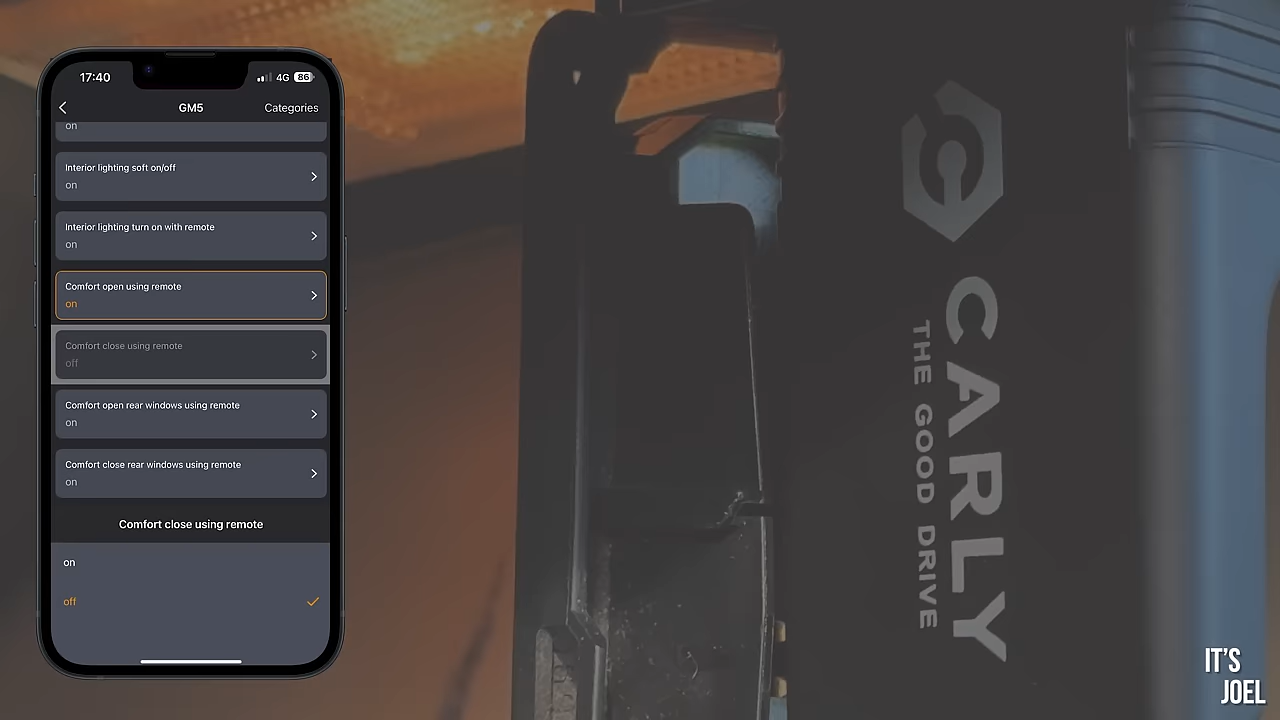 17:40
4G 86
GM5
Categories
on
Interior lighting soft on/off
on
Interior lighting turn on with remote
on
Comfort open using remote
on
Comfort close using remote
off
Comfort open rear windows using remote
on
Comfort close rear windows using remote
on
Comfort close using remote
on
off
CARLY
THE GOOD DRIVE
IT'S
JOEL